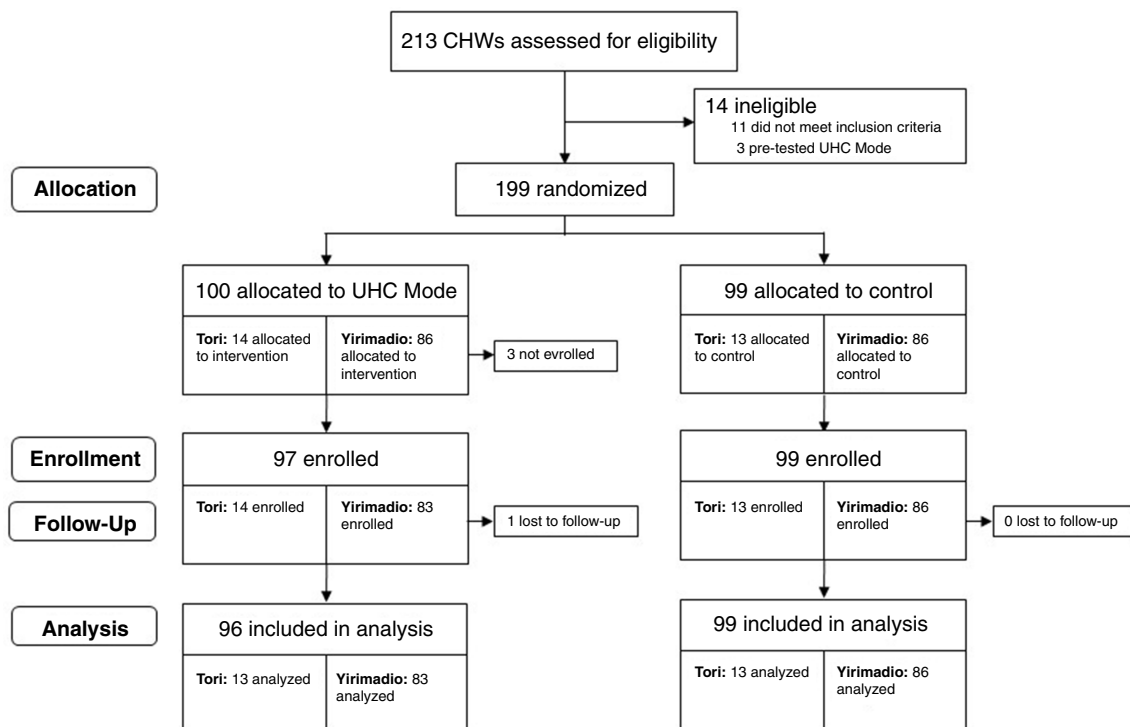 213 CHWs assessed for eligibility
14 ineligible
11 did not meet inclusion criteria
3 pre-tested UHC Mode
Allocation
199 randomized
100 allocated to UHC Mode
Tori: 14 allocated
to intervention
Yirimadio: 86
allocated to
intervention
3 not evrolled
99 allocated to control
Tori: 13 allocated
to control
Yirimadio: 86
allocated to
control
Enrollment
97 enrolled
99 enrolled
Follow-Up
Tori: 14 enrolled
Yirimadio: 83
enrolled
1 lost to follow-up
Tori: 13 enrolled
Yirimadio: 86
enrolled
0 lost to follow-up
Analysis
96 included in analysis
Tori: 13 analyzed
Yirimadio: 83
analyzed
99 included in analysis
Tori: 13 analyzed
Yirimadio: 86
analyzed